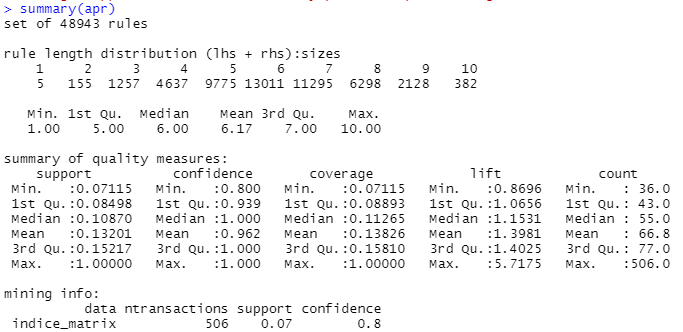 > summary(apr)
set of 48943 rules
rule length distribution (lhs + rhs):sizes
1 2 3 4 5 6 7 8 9 10
5 155 1257 4637 9775 13011 11295 6298 2128 382
Min. 1st Qu. Median Mean 3rd Qu. Max.
1.00 5.00 6.00 6.17 7.00 10.00
summary of quality measures:
support confidence coverage lift count
Min. :0.07115 Min. :0.800 Min. :0.07115 Min. :0.8696 Min. : 36.0
1st Qu.:0.08498 1st Qu.:0.939 1st Qu.:0.08893 1st Qu.:1.0656 1st Qu.: 43.0
Median :0.10870 Median :1.000 Median :0.11265 Median :1.1531 Median : 55.0
Mean :0.13201 Mean :0.962 Mean :0.13826 Mean :1.3981 Mean : 66.8
3rd Qu.:0.15217 3rd Qu.:1.000 3rd Qu.:0.15810 3rd Qu.:1.4025 3rd Qu.: 77.0
Max. :1.00000 Max. :1.000 Max. :1.00000 Max. :5.7175 Max. :506.0
mining info:
data ntransactions support confidence
indice_matrix 506 0.07 0.8